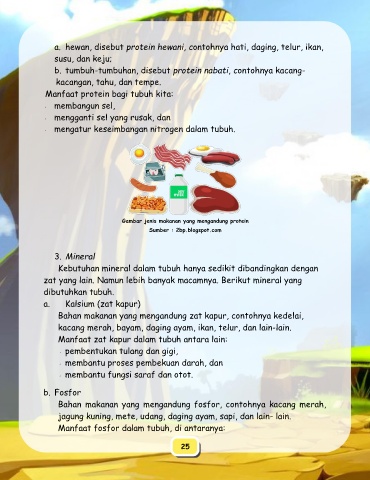 a. hewan, disebut protein hewani, contohnya hati, daging, telur, ikan,
susu, dan keju;
b. tumbuh-tumbuhan, disebut protein nabati, contohnya kacang-
kacangan, tahu, dan tempe.
Manfaat protein bagi tubuh kita:
· membangun sel,
· mengganti sel yang rusak, dan
· mengatur keseimbangan nitrogen dalam tubuh.
Gambar jenis makanan yang mengandung protein
Sumber : 2bp.blogspot.com
3. Mineral
Kebutuhan mineral dalam tubuh hanya sedikit dibandingkan dengan
zat yang lain. Namun lebih banyak macamnya. Berikut mineral yang
dibutuhkan tubuh.
a. Kalsium (zat kapur)
Bahan makanan yang mengandung zat kapur, contohnya kedelai,
kacang merah, bayam, daging ayam, ikan, telur, dan lain-lain.
Manfaat zat kapur dalam tubuh antara lain:
· pembentukan tulang dan gigi,
· membantu proses pembekuan darah, dan
· membantu fungsi saraf dan otot.
b. Fosfor
Bahan makanan yang mengandung fosfor, contohnya kacang merah,
jagung kuning, mete, udang, daging ayam, sapi, dan lain- lain.
Manfaat fosfor dalam tubuh, di antaranya:
25